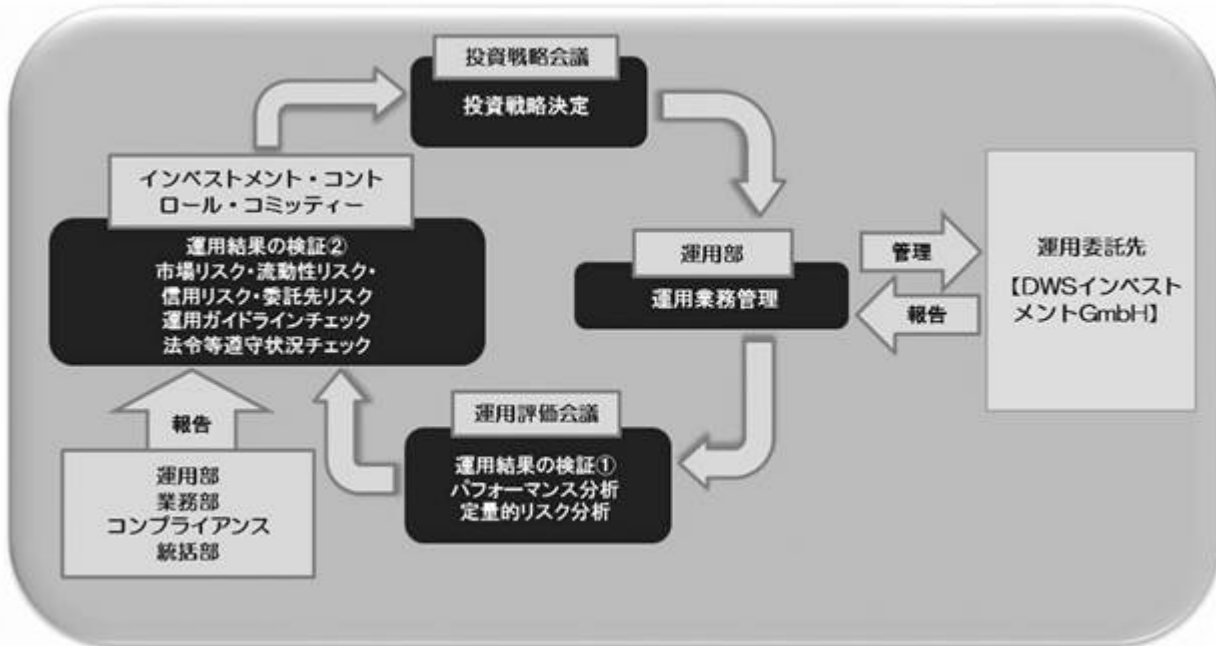 投資戦略会議
投資戦略決定
インベストメント・コント
ロール・コミッティー
運用結果の検証②
市場リスク・流動性リスク・
信用リスク・委託先リスク
運用ガイドラインチェック
法令等遵守状況チェック
運用部
運用業務管理
管理
報告
運用委託先
【DWSインベスト
メントGmbH】
運用評価会議
運用結果の検証①
パフォーマンス分析
定量的リスク分析
報告
運用部
業務部
コンプライアンス
統括部